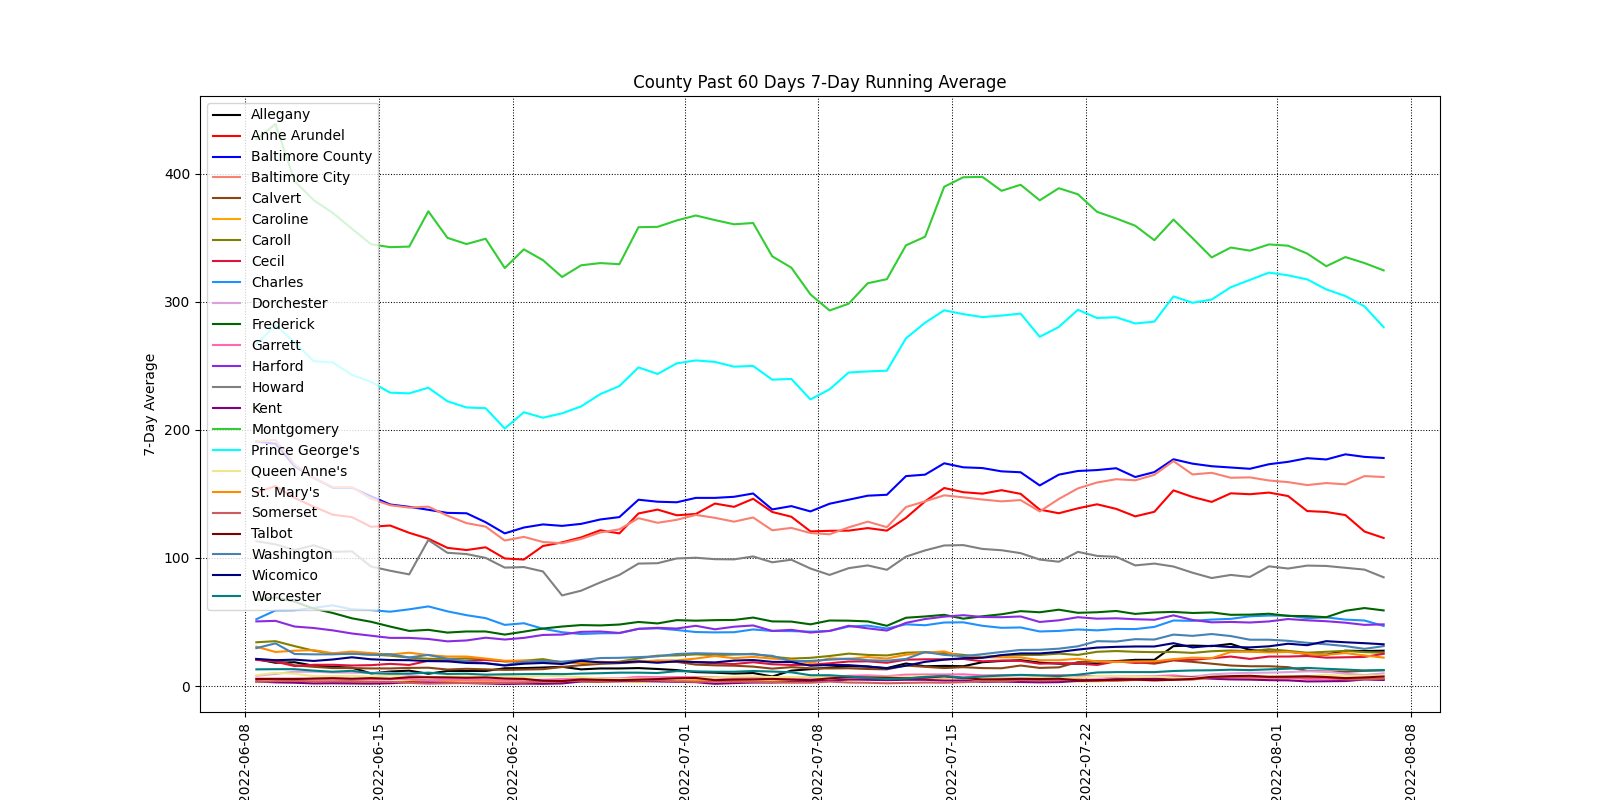 County Past 60 Days 7-Day Running Average
7-Day Average
400
300
200
100
0
Allegany
Anne Arundel
Baltimore County
Baltimore City
Calvert
Caroline
Caroll
Cecil
Charles
Dorchester
Frederick
Garrett
Harford
Howard
Kent
Montgomery
Prince George's
Queen Anne's
St. Mary's
Somerset
Talbot
Washington
Wicomico
Worcester
2022-06-08
2022-06-15
2022-06-22
2022-07-01
2022-07-08
2022-07-15
2022-07-22
2022-08-01
2022-08-08